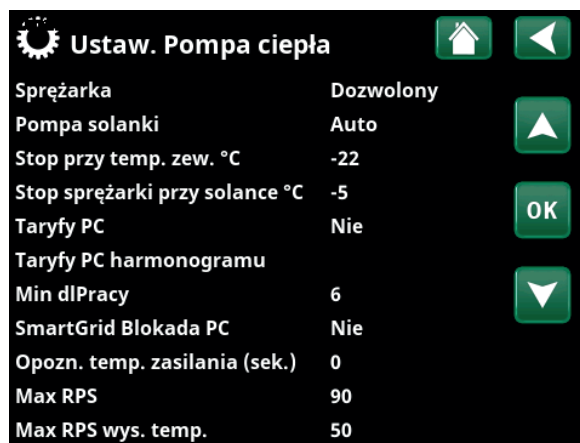 Ustaw. Pompa ciepła
Sprężarka Dozwolony
Pompa solanki Auto
Stop przy temp. zew. °C -22
Stop sprężarki przy solance °C -5
OK
Taryfy PC Nie
Taryfy PC harmonogramu
Min dlPracy 6
SmartGrid Blokada PC Nie
Opozn. temp. zasilania (sek.) 0
Max RPS 90
Max RPS wys. temp. 50